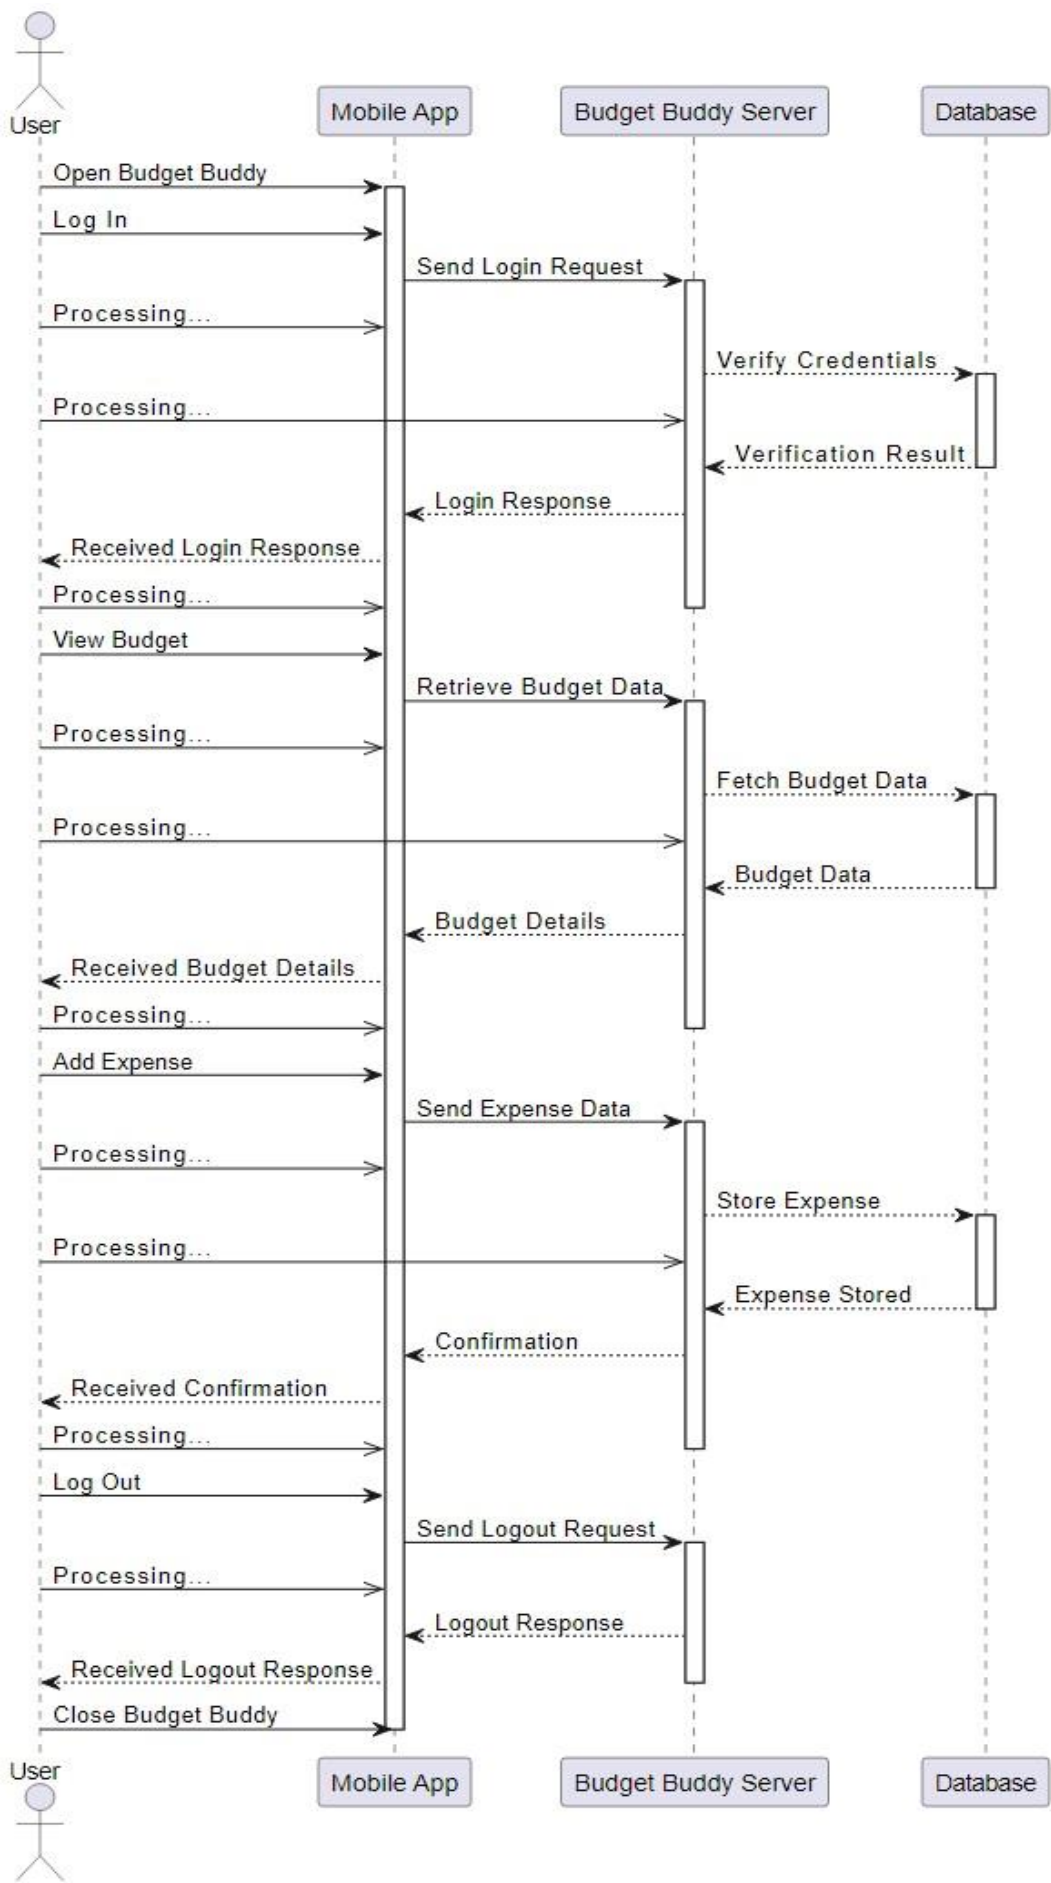 User
Mobile App
Budget Buddy Server
Database
Open Budget Buddy
Log In
Send Login Request
Processing...
Verify Credentials
Processing...
Verification Result
Login Response
Received Login Response
Processing...
View Budget
Retrieve Budget Data
Processing...
Fetch Budget Data
Processing...
Budget Data
Budget Details
Received Budget Details
Processing...
Add Expense
Send Expense Data
Processing...
Store Expense
Processing...
Expense Stored
Confirmation
Received Confirmation
Processing...
Log Out
Send Logout Request
Processing...
Logout Response
Received Logout Response
Close Budget Buddy
User
Mobile App
Budget Buddy Server
Database